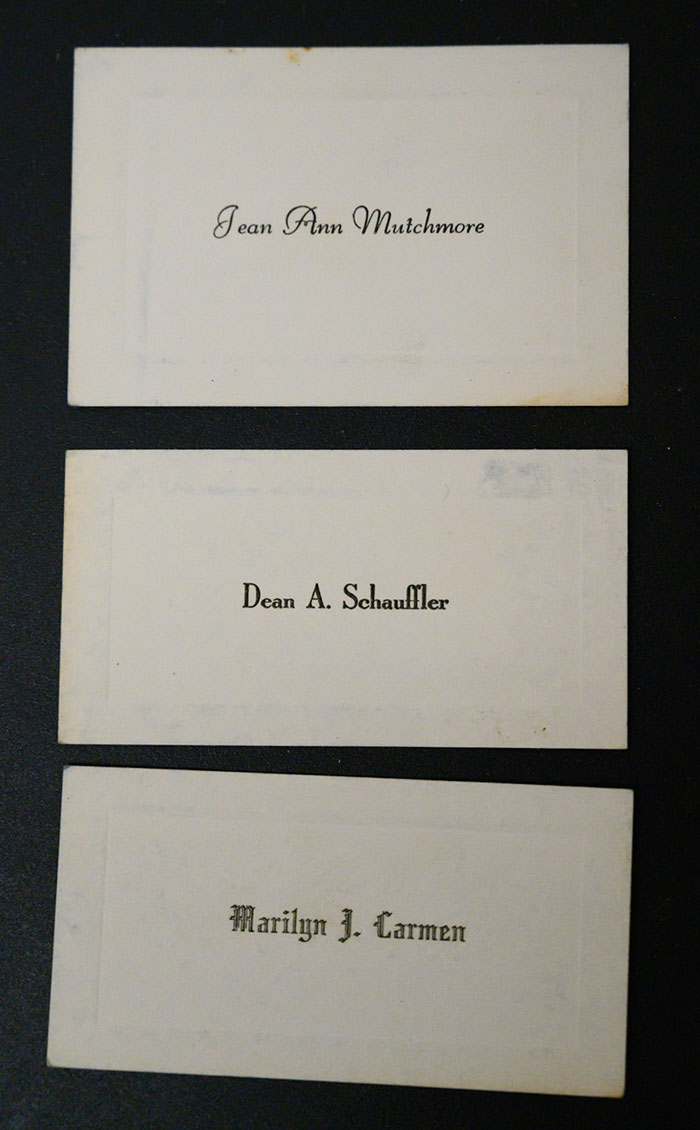 Jean Ann Mutchmore
Dean A. Schauffler
Marilyn J. Carmen